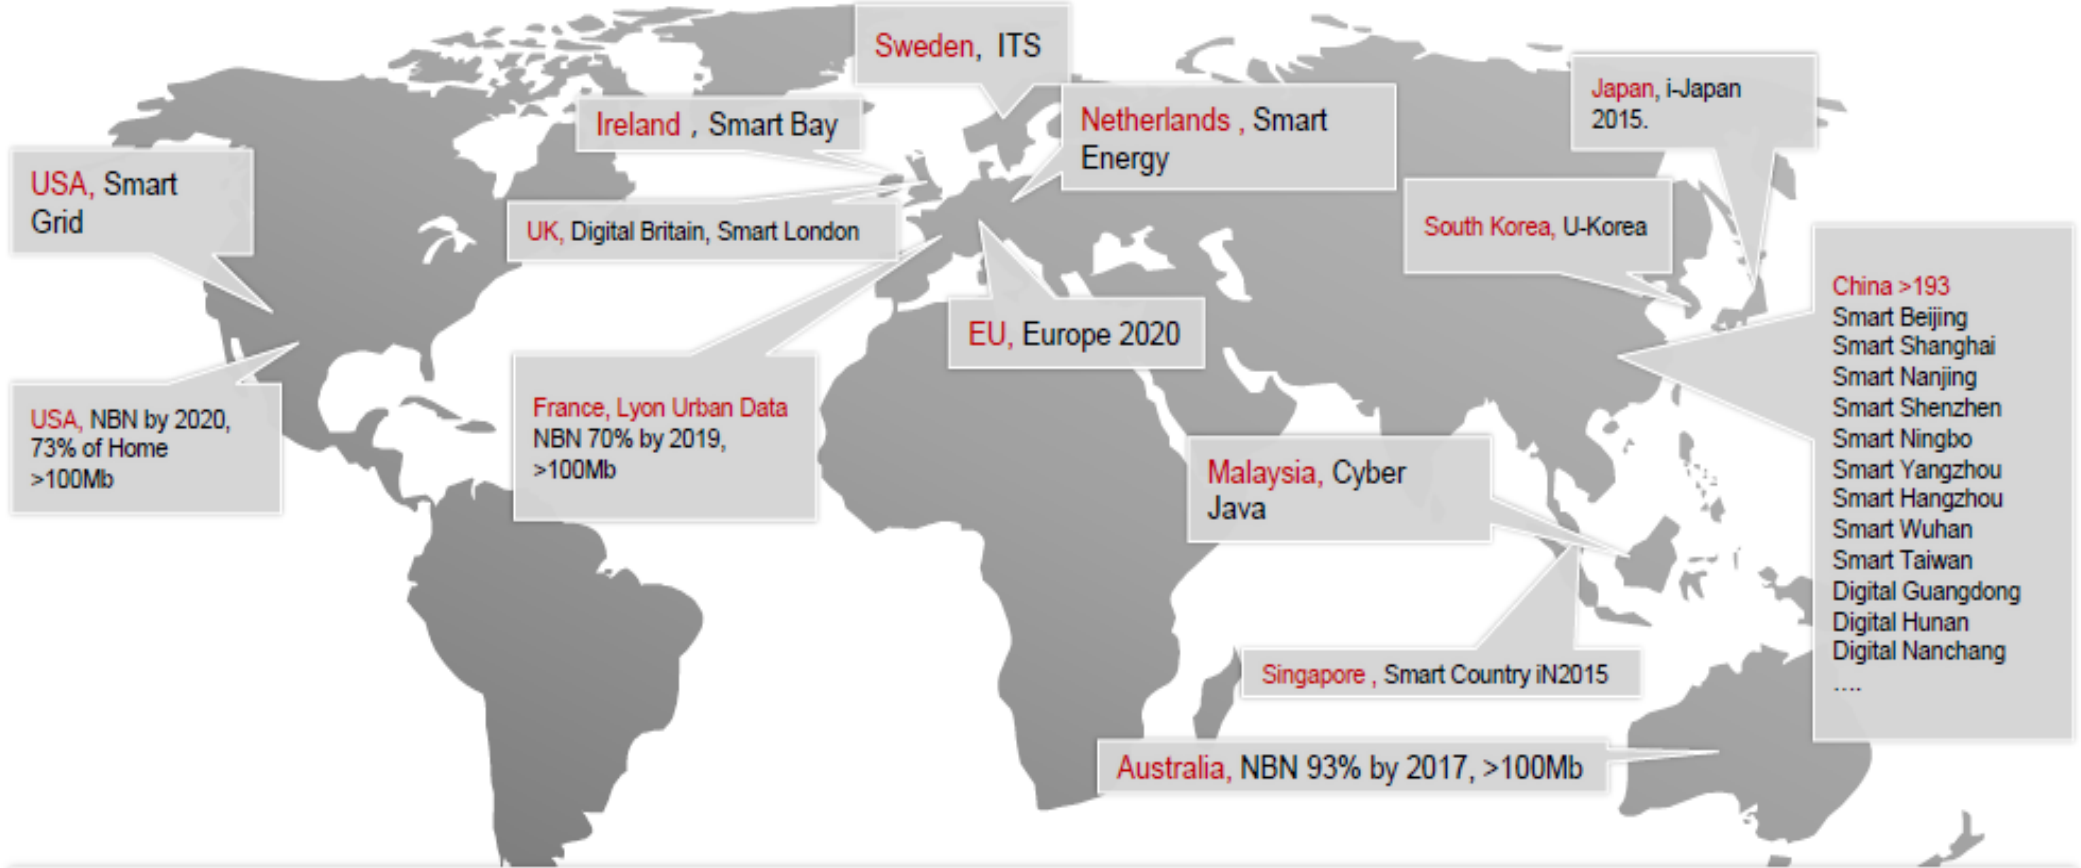 Sweden, ITS
Ireland , Smart Bay
Netherlands , Smart
Energy
Japan, i-Japan
2015.
USA, Smart
Grid
UK, Digital Britain, Smart London
South Korea, U-Korea
EU, Europe 2020
China >193
Smart Beijing
Smart Shanghai
Smart Nanjing
Smart Shenzhen
Smart Ningbo
Smart Yangzhou
Smart Hangzhou
Smart Wuhan
Smart Taiwan
Digital Guangdong
Digital Hunan
Digital Nanchang
....
USA, NBN by 2020,
73% of Home
>100Mb
France, Lyon Urban Data
NBN 70% by 2019,
>100Mb
Malaysia, Cyber
Java
Singapore , Smart Country iN2015
Australia, NBN 93% by 2017, >100Mb